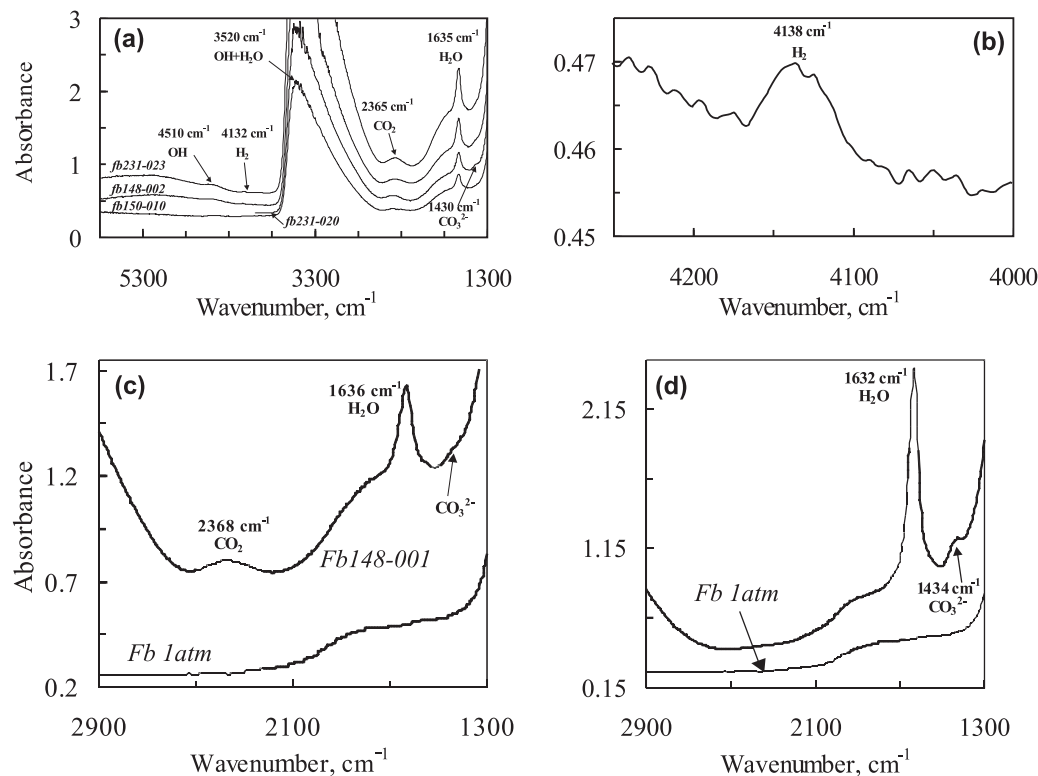 (a)
3520 cm⁻¹
OH+H₂O
1635 cm⁻¹
H₂O
2365 cm⁻¹
CO₂
4510 cm⁻¹
OH
4132 cm⁻¹
H₂
fb231-023
fb148-002
fb150-010
fb231-020
1430 cm⁻¹
CO₃²⁻
3
2
1
0
Absorbance
5300
3300
1300
Wavenumber, cm⁻¹
(b)
4138 cm⁻¹
H₂
0.47
0.46
0.45
4200
4100
4000
Wavenumber, cm⁻¹
(c)
1636 cm⁻¹
H₂O
CO₃²⁻
2368 cm⁻¹
CO₂
Fb148-001
Fb 1atm
1.7
1.2
0.7
0.2
Absorbance
2900
2100
1300
Wavenumber, cm⁻¹
(d)
1632 cm⁻¹
H₂O
1434 cm⁻¹
CO₃²⁻
Fb 1atm
2.15
1.15
0.15
2900
2100
1300
Wavenumber, cm⁻¹